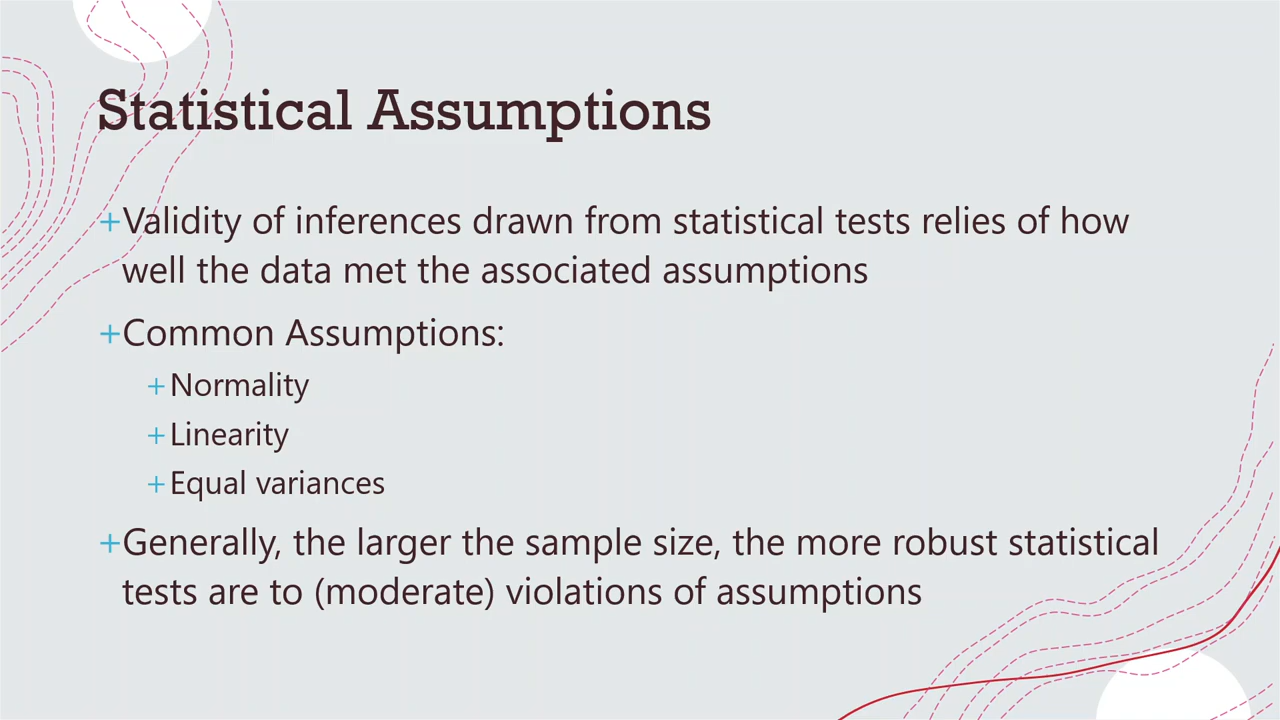 Statistical Assumptions
+Validity of inferences drawn from statistical tests relies of how
well the data met the associated assumptions
+Common Assumptions:
+Normality
+Linearity
+Equal variances
+Generally, the larger the sample size, the more robust statistical
tests are to (moderate) violations of assumptions